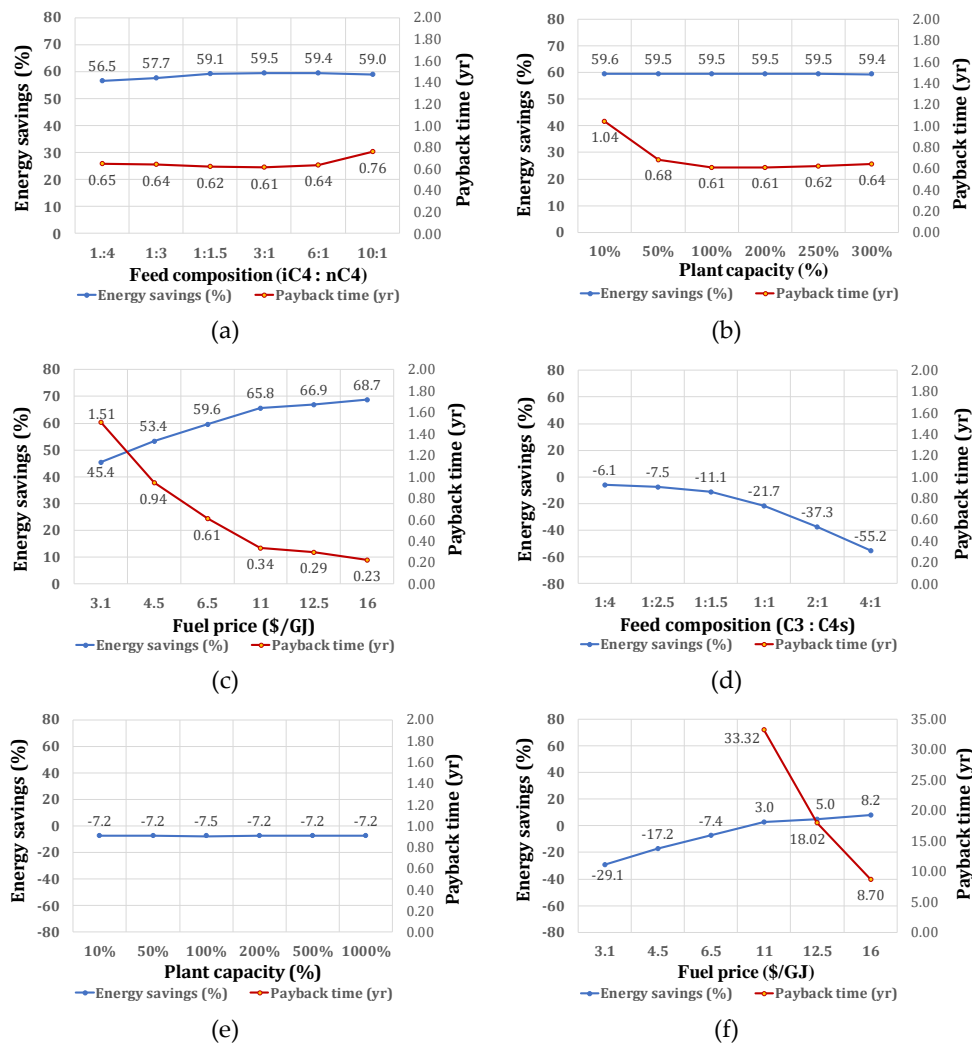 80 2.00
56.5 57.7 59.1 59.5 59.4 59.0
70 1.80
60 1.60
50 1.40
1.20
40 1.00
30 0.80
20 0.60
0.65 0.64 0.62 0.61 0.64 0.76
0.40
10 0.20
0 0.00
Energy savings (%)
Payback time (yr)
1.:4 1:3 1:1.5 3:1 6:1 10:1
Feed composition (iC4 : nC4)
Energy savings (%) Payback time (yr)
(a)
80 2.00
59.6 59.5 59.5 59.5 59.5 59.4
70 1.80
60 1.60
50 1.40
1.20
40 1.00
1.04
30 0.80
20 0.60
0.68 0.61 0.61 0.62 0.64
0.40
10 0.20
0 0.00
Energy savings (%)
Payback time (yr)
10% 50% 100% 200% 250% 300%
Plant capacity (%)
Energy savings (%) Payback time (yr)
(b)
80 2.00
70 1.80
65.8 66.9 68.7
60 1.60
1.51 53.4 59.6
50 1.40
1.20
45.4
40 1.00
30 0.80
0.94
20 0.60
0.61
0.40
10 0.20
0.34 0.29 0.23
0 0.00
Energy savings (%)
Payback time (yr)
3.1 4.5 6.5 11 12.5 16
Fuel price ($/GJ)
Energy savings (%) Payback time (yr)
(c)
80 2.00
60 1.80
1.60
40 1.40
20 1.20
0 1.00
-6.1 -7.5 -11.1 -21.7 -37.3 -55.2
-20 0.80
0.60
-40 0.40
-60 0.20
-80 0.00
Energy savings (%)
Payback time (yr)
1:4 1:2.5 1:1.5 1:1 2:1 4:1
Feed composition (C3 : C4s)
Energy savings (%) Payback time (yr)
(d)
80 2.00
60 1.80
1.60
40 1.40
20 1.20
0 1.00
-7.2 -7.2 -7.5 -7.2 -7.2 -7.2
-20 0.80
0.60
-40 0.40
-60 0.20
-80 0.00
Energy savings (%)
Payback time (yr)
10% 50% 100% 200% 500% 1000%
Plant capacity (%)
Energy savings (%) Payback time (yr)
(e)
80 35.00
33.32
60 30.00
40 25.00
20 20.00
3.0 5.0 8.2
0 15.00
-29.1 -17.2 -7.4
18.02
-20
-40 10.00
8.70
-60 5.00
-80 0.00
Energy savings (%)
Payback time (yr)
3.1 4.5 6.5 11 12.5 16
Fuel price ($/GJ)
Energy savings (%) Payback time (yr)
(f)